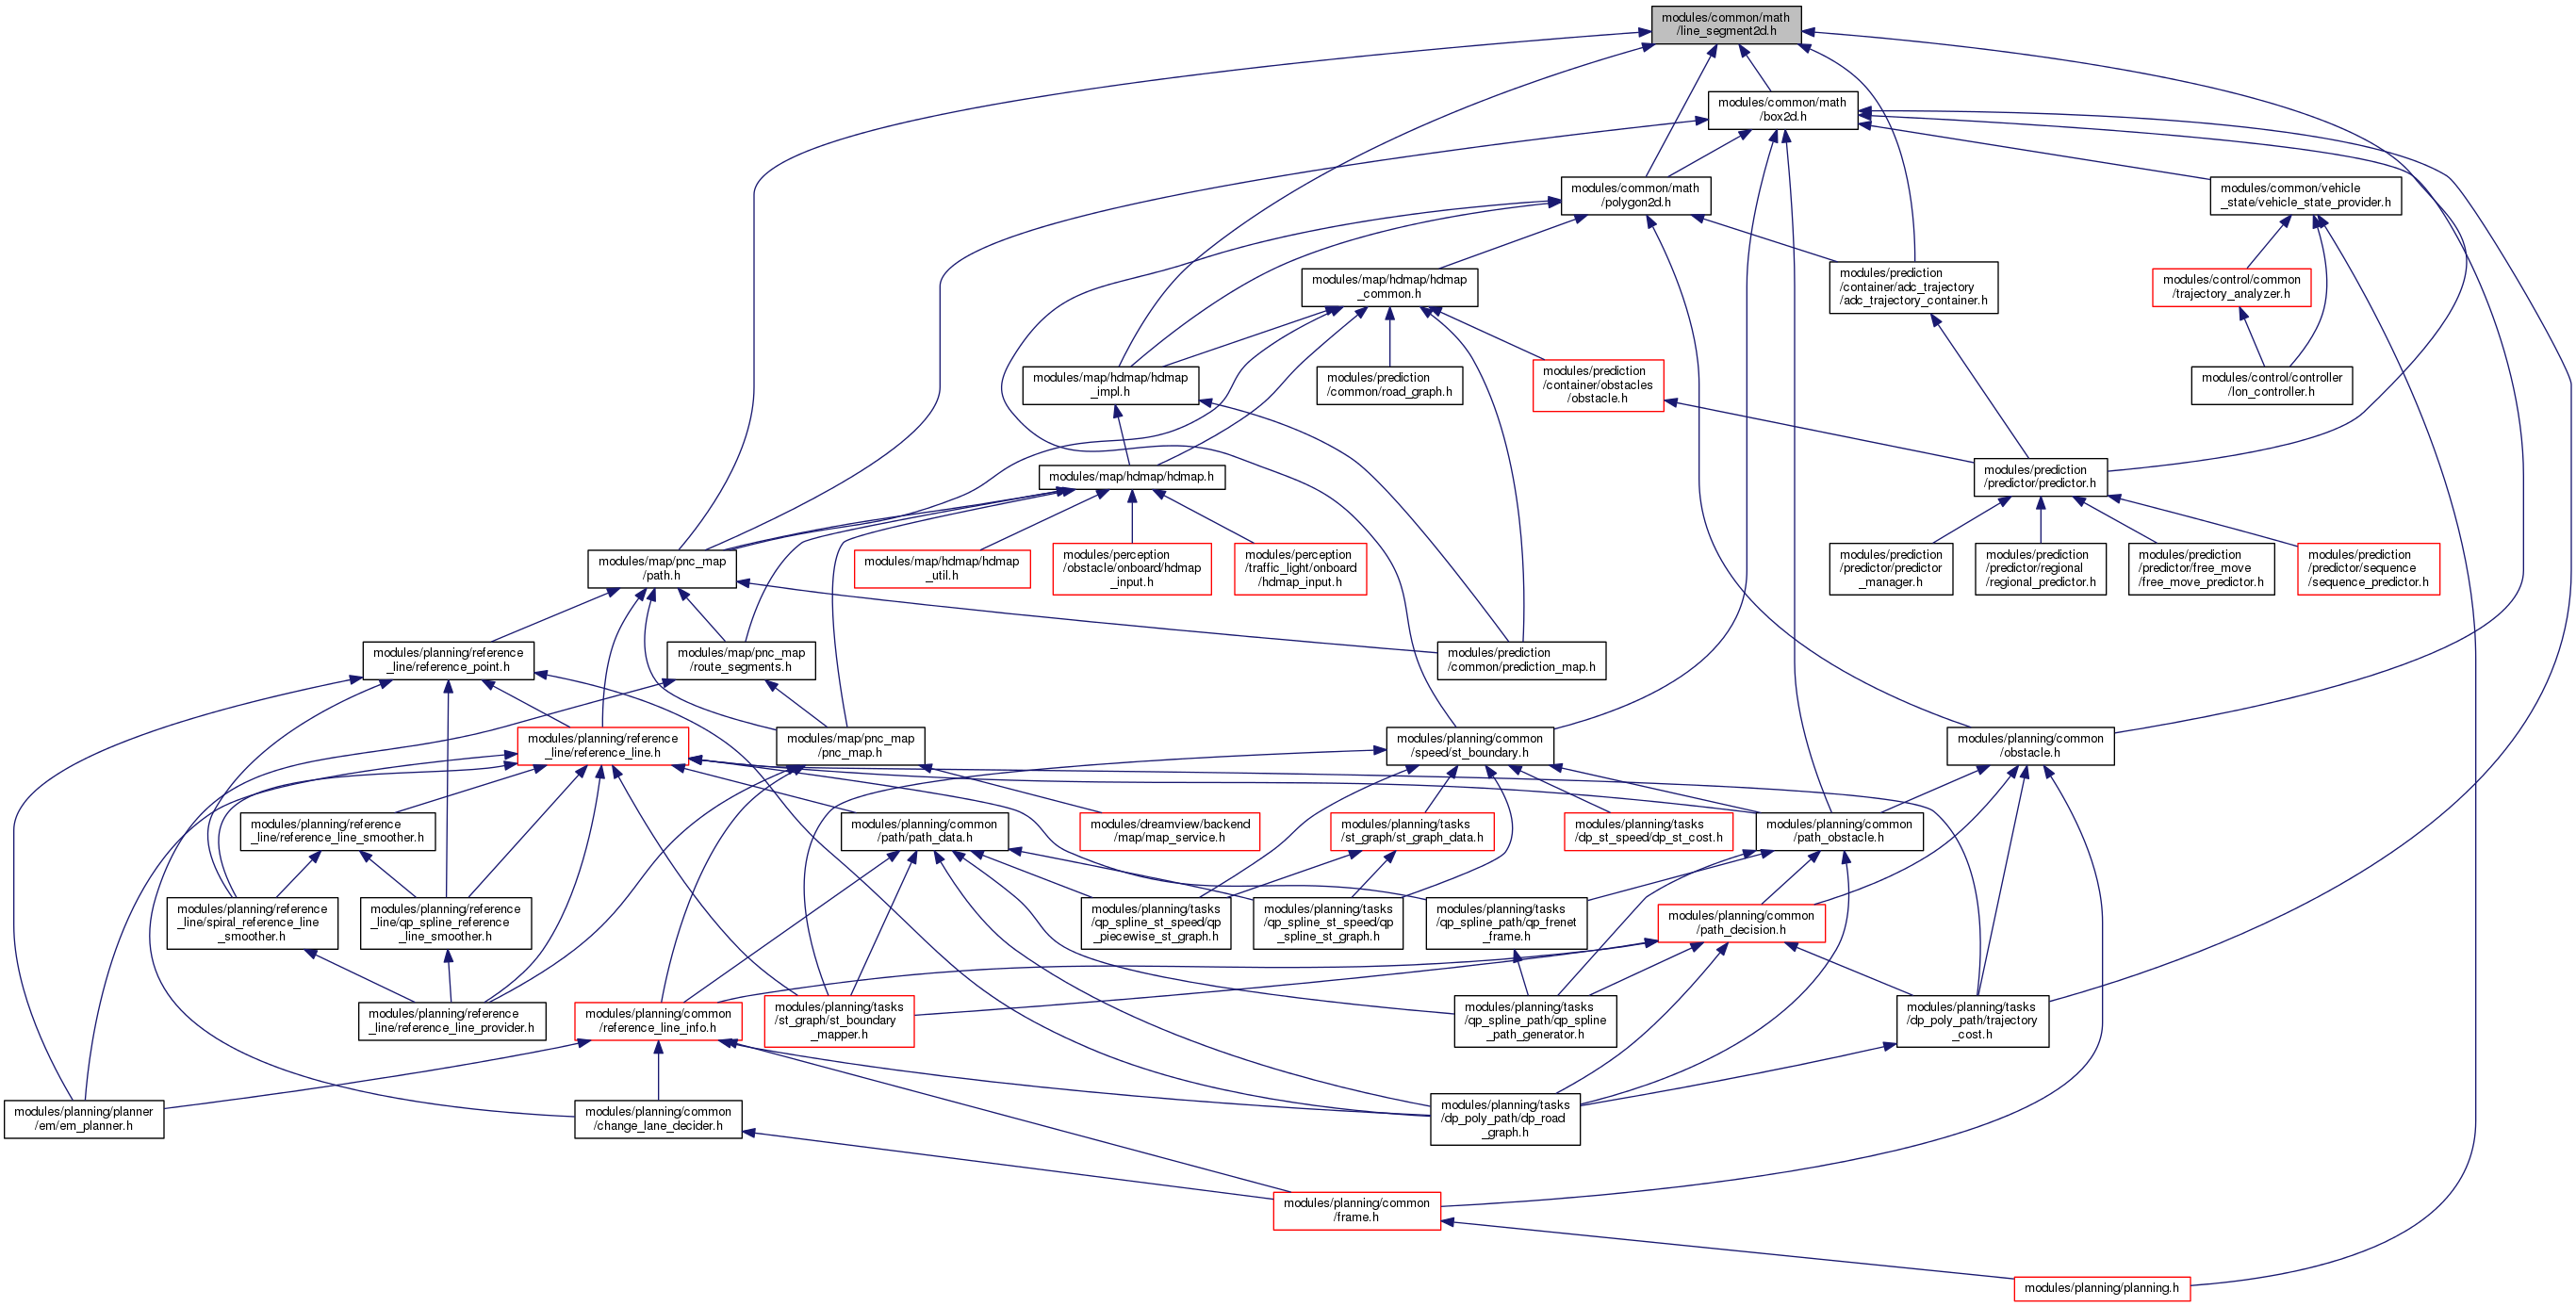 modules/common/math
/line_segment2d.h
modules/common/math
/box2d.h
modules/common/math
/polygon2d.h
modules/common/vehicle
_state/vehicle_state_provider.h
modules/map/hdmap/hdmap
_common.h
modules/prediction
/container/adc_trajectory
/adc_trajectory_container.h
modules/control/common
/trajectory_analyzer.h
modules/map/hdmap/hdmap
_impl.h
modules/prediction
/common/road_graph.h
modules/prediction
/container/obstacles
/obstacle.h
modules/control/controller
/lon_controller.h
modules/map/hdmap/hdmap.h
modules/prediction
/predictor/predictor.h
modules/map/pnc_map
/path.h
modules/map/hdmap/hdmap
_util.h
modules/perception
/obstacle/onboard/hdmap
_input.h
modules/perception
/traffic_light/onboard
/hdmap_input.h
modules/prediction
/predictor/predictor
_manager.h
modules/prediction
/predictor/regional
/regional_predictor.h
modules/prediction
/predictor/free_move
/free_move_predictor.h
modules/prediction
/predictor/sequence
/sequence_predictor.h
modules/planning/reference
_line/reference_point.h
modules/map/pnc_map
/route_segments.h
modules/prediction
/common/prediction_map.h
modules/planning/reference
_line/reference_line.h
modules/map/pnc_map
/pnc_map.h
modules/planning/common
/speed/st_boundary.h
modules/planning/common
/obstacle.h
modules/planning/reference
_line/reference_line_smoother.h
modules/planning/common
/path/path_data.h
modules/dreamview/backend
/map/map_service.h
modules/planning/tasks
/st_graph/st_graph_data.h
modules/planning/tasks
/dp_st_speed/dp_st_cost.h
modules/planning/common
/path_obstacle.h
modules/planning/reference
_line/spiral_reference_line
_smoother.h
modules/planning/reference
_line/qp_spline_reference
_line_smoother.h
modules/planning/tasks
/qp_spline_st_speed/qp
_piecewise_st_graph.h
modules/planning/tasks
/qp_spline_st_speed/qp
_spline_st_graph.h
modules/planning/tasks
/qp_spline_path/qp_frenet
_frame.h
modules/planning/common
/path_decision.h
modules/planning/reference
_line/reference_line_provider.h
modules/planning/common
/reference_line_info.h
modules/planning/tasks
/st_graph/st_boundary
_mapper.h
modules/planning/tasks
/qp_spline_path/qp_spline
_path_generator.h
modules/planning/tasks
/dp_poly_path/trajectory
_cost.h
modules/planning/planner
/em/em_planner.h
modules/planning/common
/change_lane_decider.h
modules/planning/tasks
/dp_poly_path/dp_road
_graph.h
modules/planning/common
/frame.h
modules/planning/planning.h